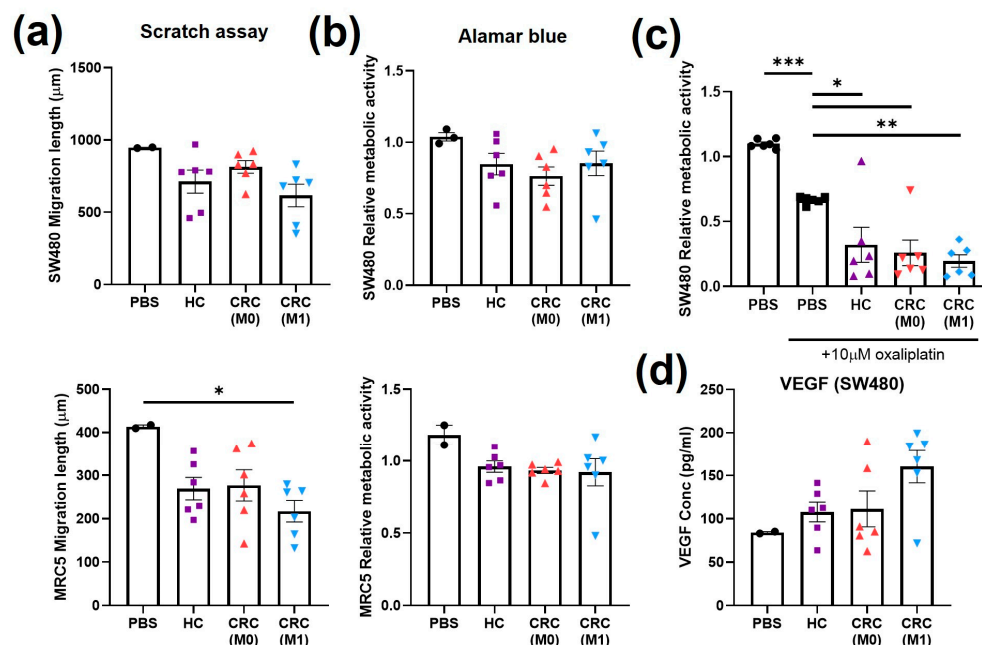 (a)
Scratch assay
SW480 Migration length (μm)
1500
1000
500
0
PBS
HC
CRC
(M0)
CRC
(M1)
MRC5 Migration length (μm)
500
400
300
200
100
0
*
PBS
HC
CRC
(M0)
CRC
(M1)
(b)
Alamar blue
SW480 Relative metabolic activity
1.5
1.0
0.5
0.0
PBS
HC
CRC
(M0)
CRC
(M1)
MRC5 Relative metabolic activity
1.5
1.0
0.5
0.0
PBS
HC
CRC
(M0)
CRC
(M1)
(c)
SW480 Relative metabolic activity
1.5
1.0
0.5
0.0
***
*
**
PBS
PBS
HC
CRC
(M0)
CRC
(M1)
+10μM oxaliplatin
(d)
VEGF (SW480)
VEGF Conc (pg/ml)
250
200
150
100
50
0
PBS
HC
CRC
(M0)
CRC
(M1)